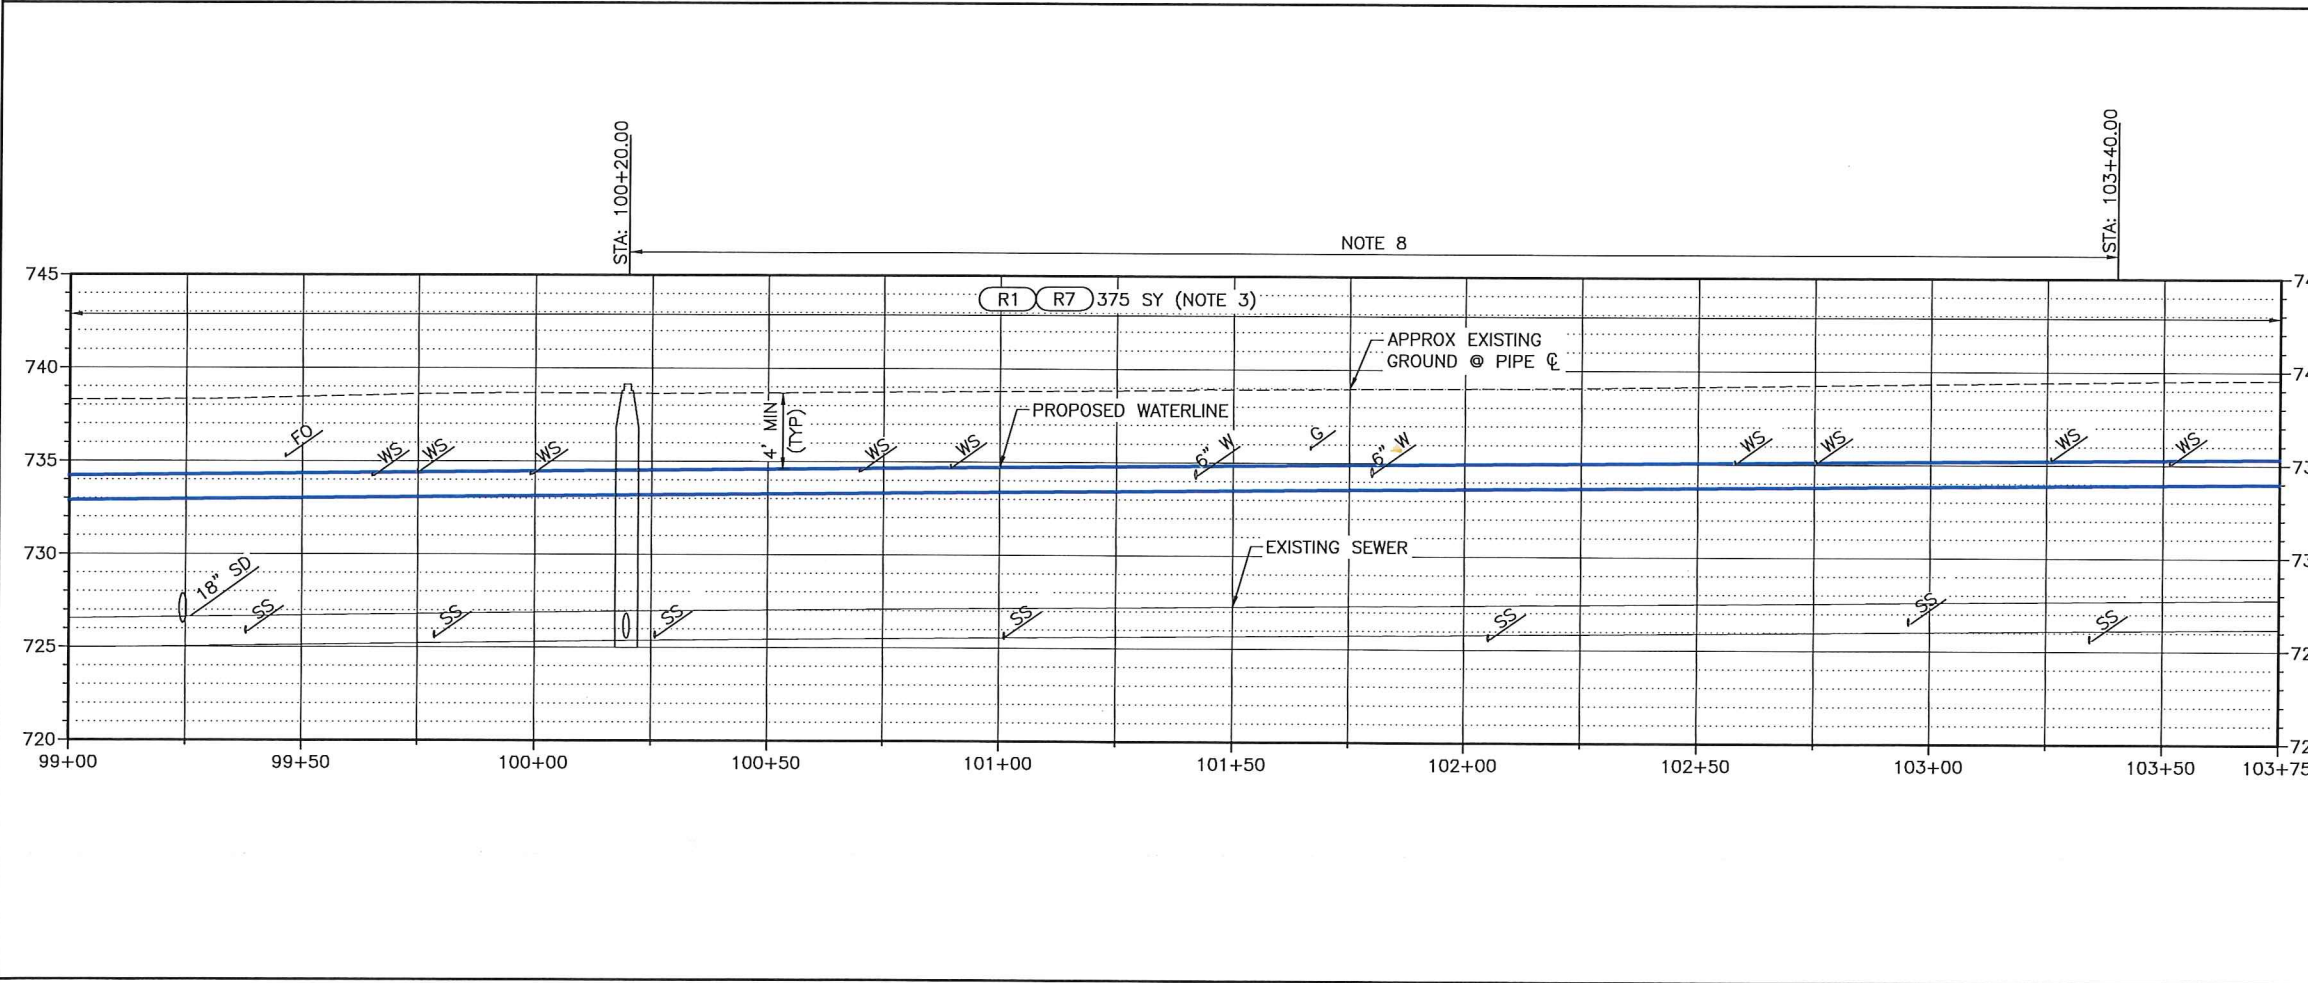 STA: 100+20.00
STA: 103+40.00
NOTE 8
745
R1 R7 375 SY (NOTE 3)
740
APPROX EXISTING
GROUND @ PIPE ℄
4' MIN
(TYP)
PROPOSED WATERLINE
FO
WS
WS
WS
WS
WS
6" W
G
6" W
WS
WS
WS
WS
735
730
EXISTING SEWER
18" SD
SS
SS
SS
SS
SS
SS
SS
725
720
99+00 99+50 100+00 100+50 101+00 101+50 102+00 102+50 103+00 103+50 103+75